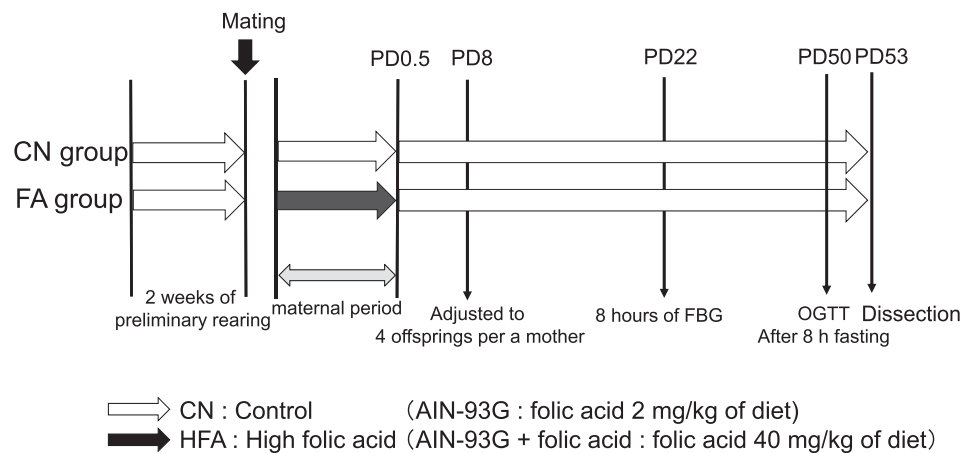 Mating
PD0.5 PD8 PD22 PD50 PD53
CN group
FA group
2 weeks of
preliminary rearing
maternal period
Adjusted to
4 offsprings per a mother
8 hours of FBG
OGTT
After 8 h fasting
Dissection
CN : Control （AIN-93G : folic acid 2 mg/kg of diet)
HFA : High folic acid （AIN-93G + folic acid : folic acid 40 mg/kg of diet）